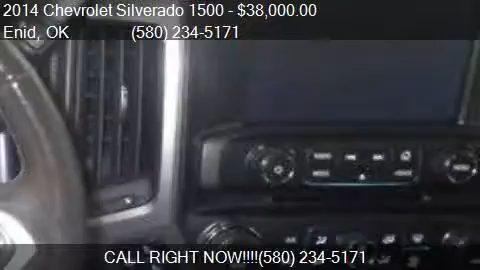 2014 Chevrolet Silverado 1500 - $38,000.00
Enid, OK (580) 234-5171
CALL RIGHT NOW!!!!(580) 234-5171